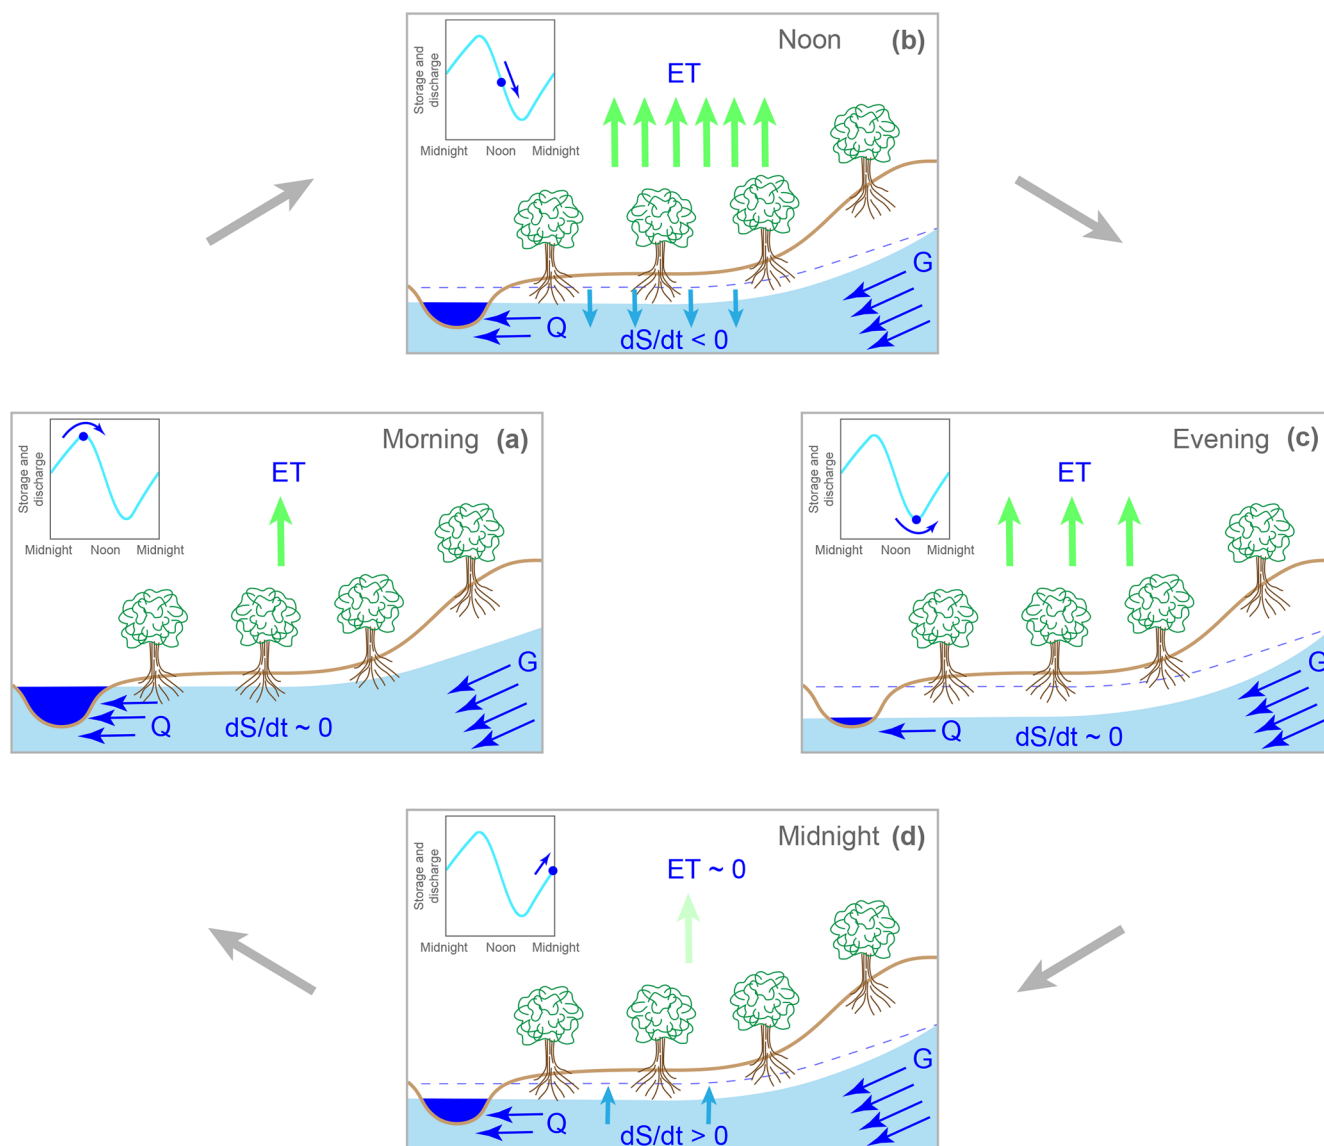 Noon (b)
Storage and
discharge
Midnight Noon Midnight
ET
G
Q
dS/dt < 0
Morning (a)
Storage and
discharge
Midnight Noon Midnight
ET
G
Q
dS/dt ~ 0
Evening (c)
Storage and
discharge
Midnight Noon Midnight
ET
G
Q
dS/dt ~ 0
Midnight (d)
Storage and
discharge
Midnight Noon Midnight
ET ~ 0
G
Q
dS/dt > 0